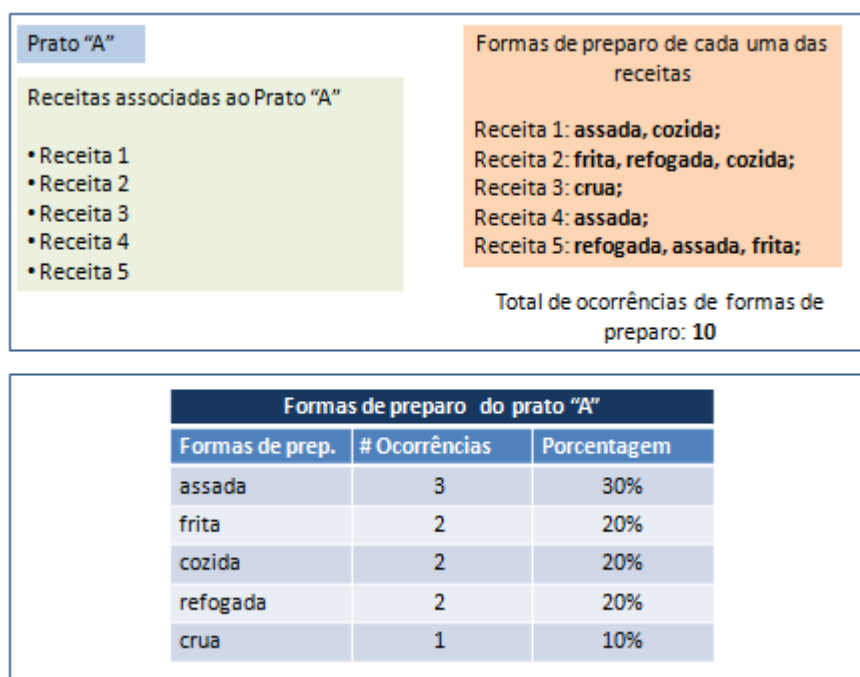 Prato “A”
Receitas associadas ao Prato “A”
• Receita 1
• Receita 2
• Receita 3
• Receita 4
• Receita 5
Formas de preparo de cada uma das
receitas
Receita 1: assada, cozida;
Receita 2: frita, refogada, cozida;
Receita 3: crua;
Receita 4: assada;
Receita 5: refogada, assada, frita;
Total de ocorrências de formas de
preparo: 10
Formas de preparo do prato “A”
Formas de prep. # Ocorrências Porcentagem
assada 3 30%
frita 2 20%
cozida 2 20%
refogada 2 20%
crua 1 10%